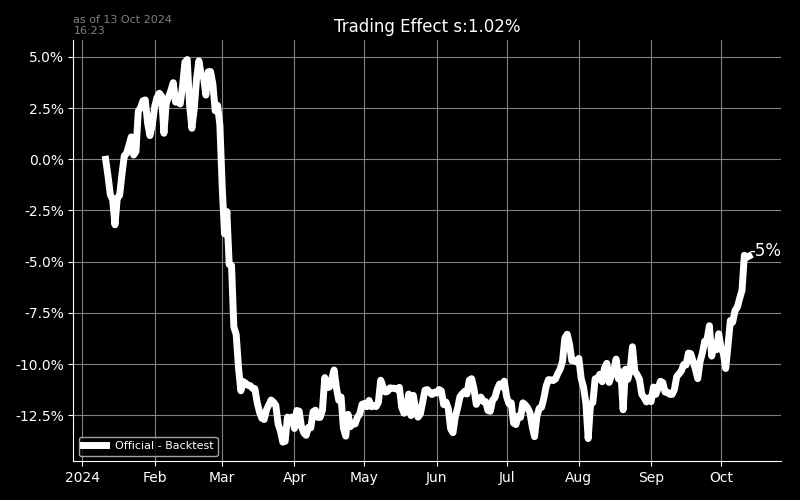 as of 13 Oct 2024
16:23
Trading Effect s:1.02%
5.0%
2.5%
0.0%
-2.5%
-5.0%
-7.5%
-10.0%
-12.5%
-5%
Official - Backtest
2024 Feb Mar Apr May Jun Jul Aug Sep Oct